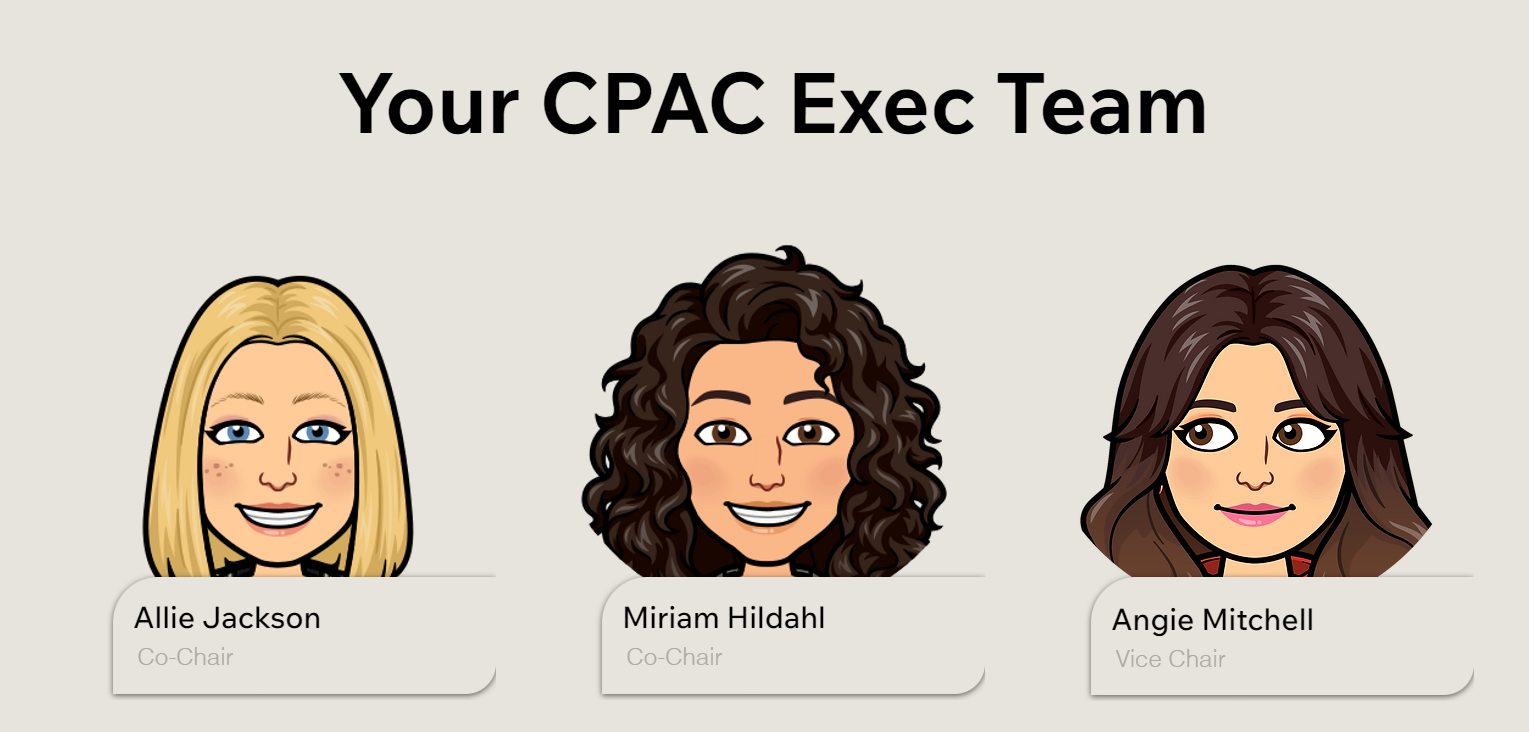 Your CPAC Exec Team
Allie Jackson
Co-Chair
Miriam Hildahl
Co-Chair
Angie Mitchell
Vice Chair